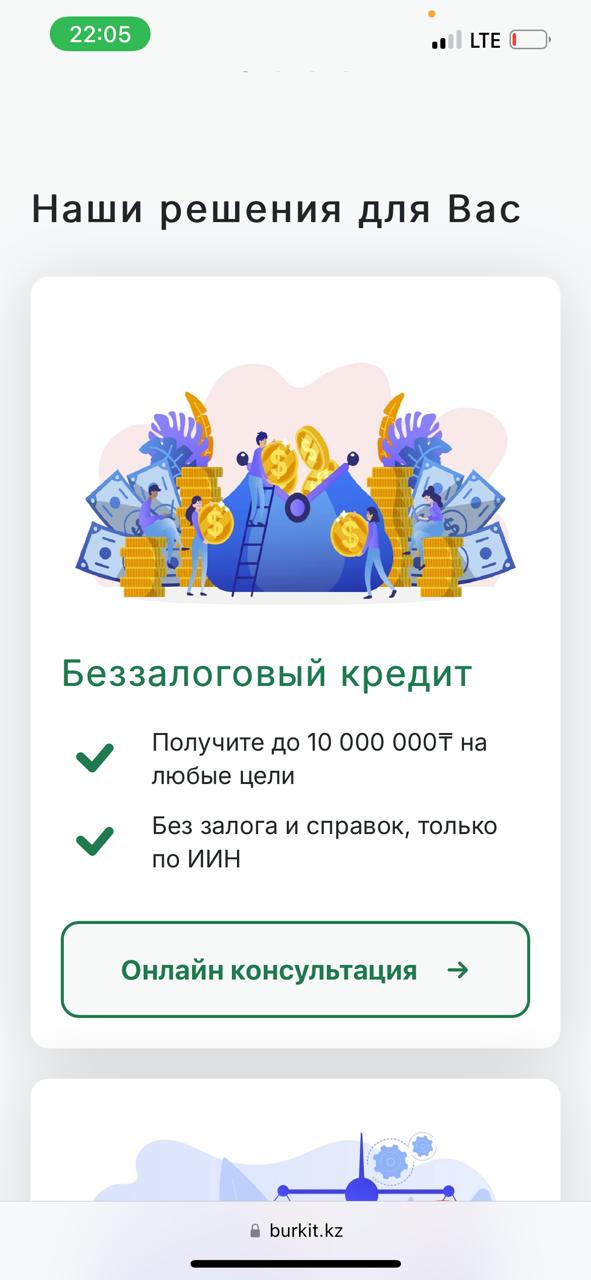 22:05
LTE
Наши решения для Вас
Беззалоговый кредит
Получите до 10 000 000₸ на
любые цели
Без залога и справок, только
по ИИН
Онлайн консультация →
burkit.kz